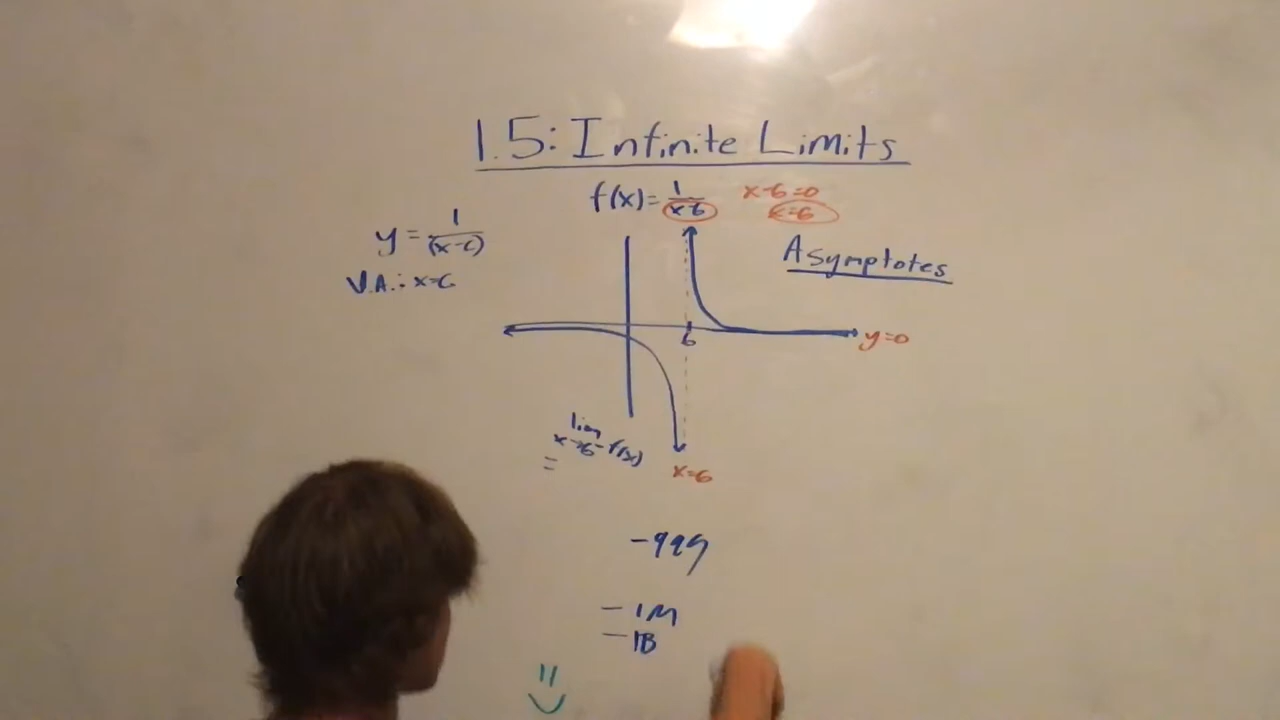 1.5: Infinite Limits
f(x) = 1/(x-6)
x-6=0
x=6
y = 1/(x-c)
V.A.: x=c
Asymptotes
6
y=0
lim x→6⁻ f(x)
=
x=6
-999
-1M
-1B